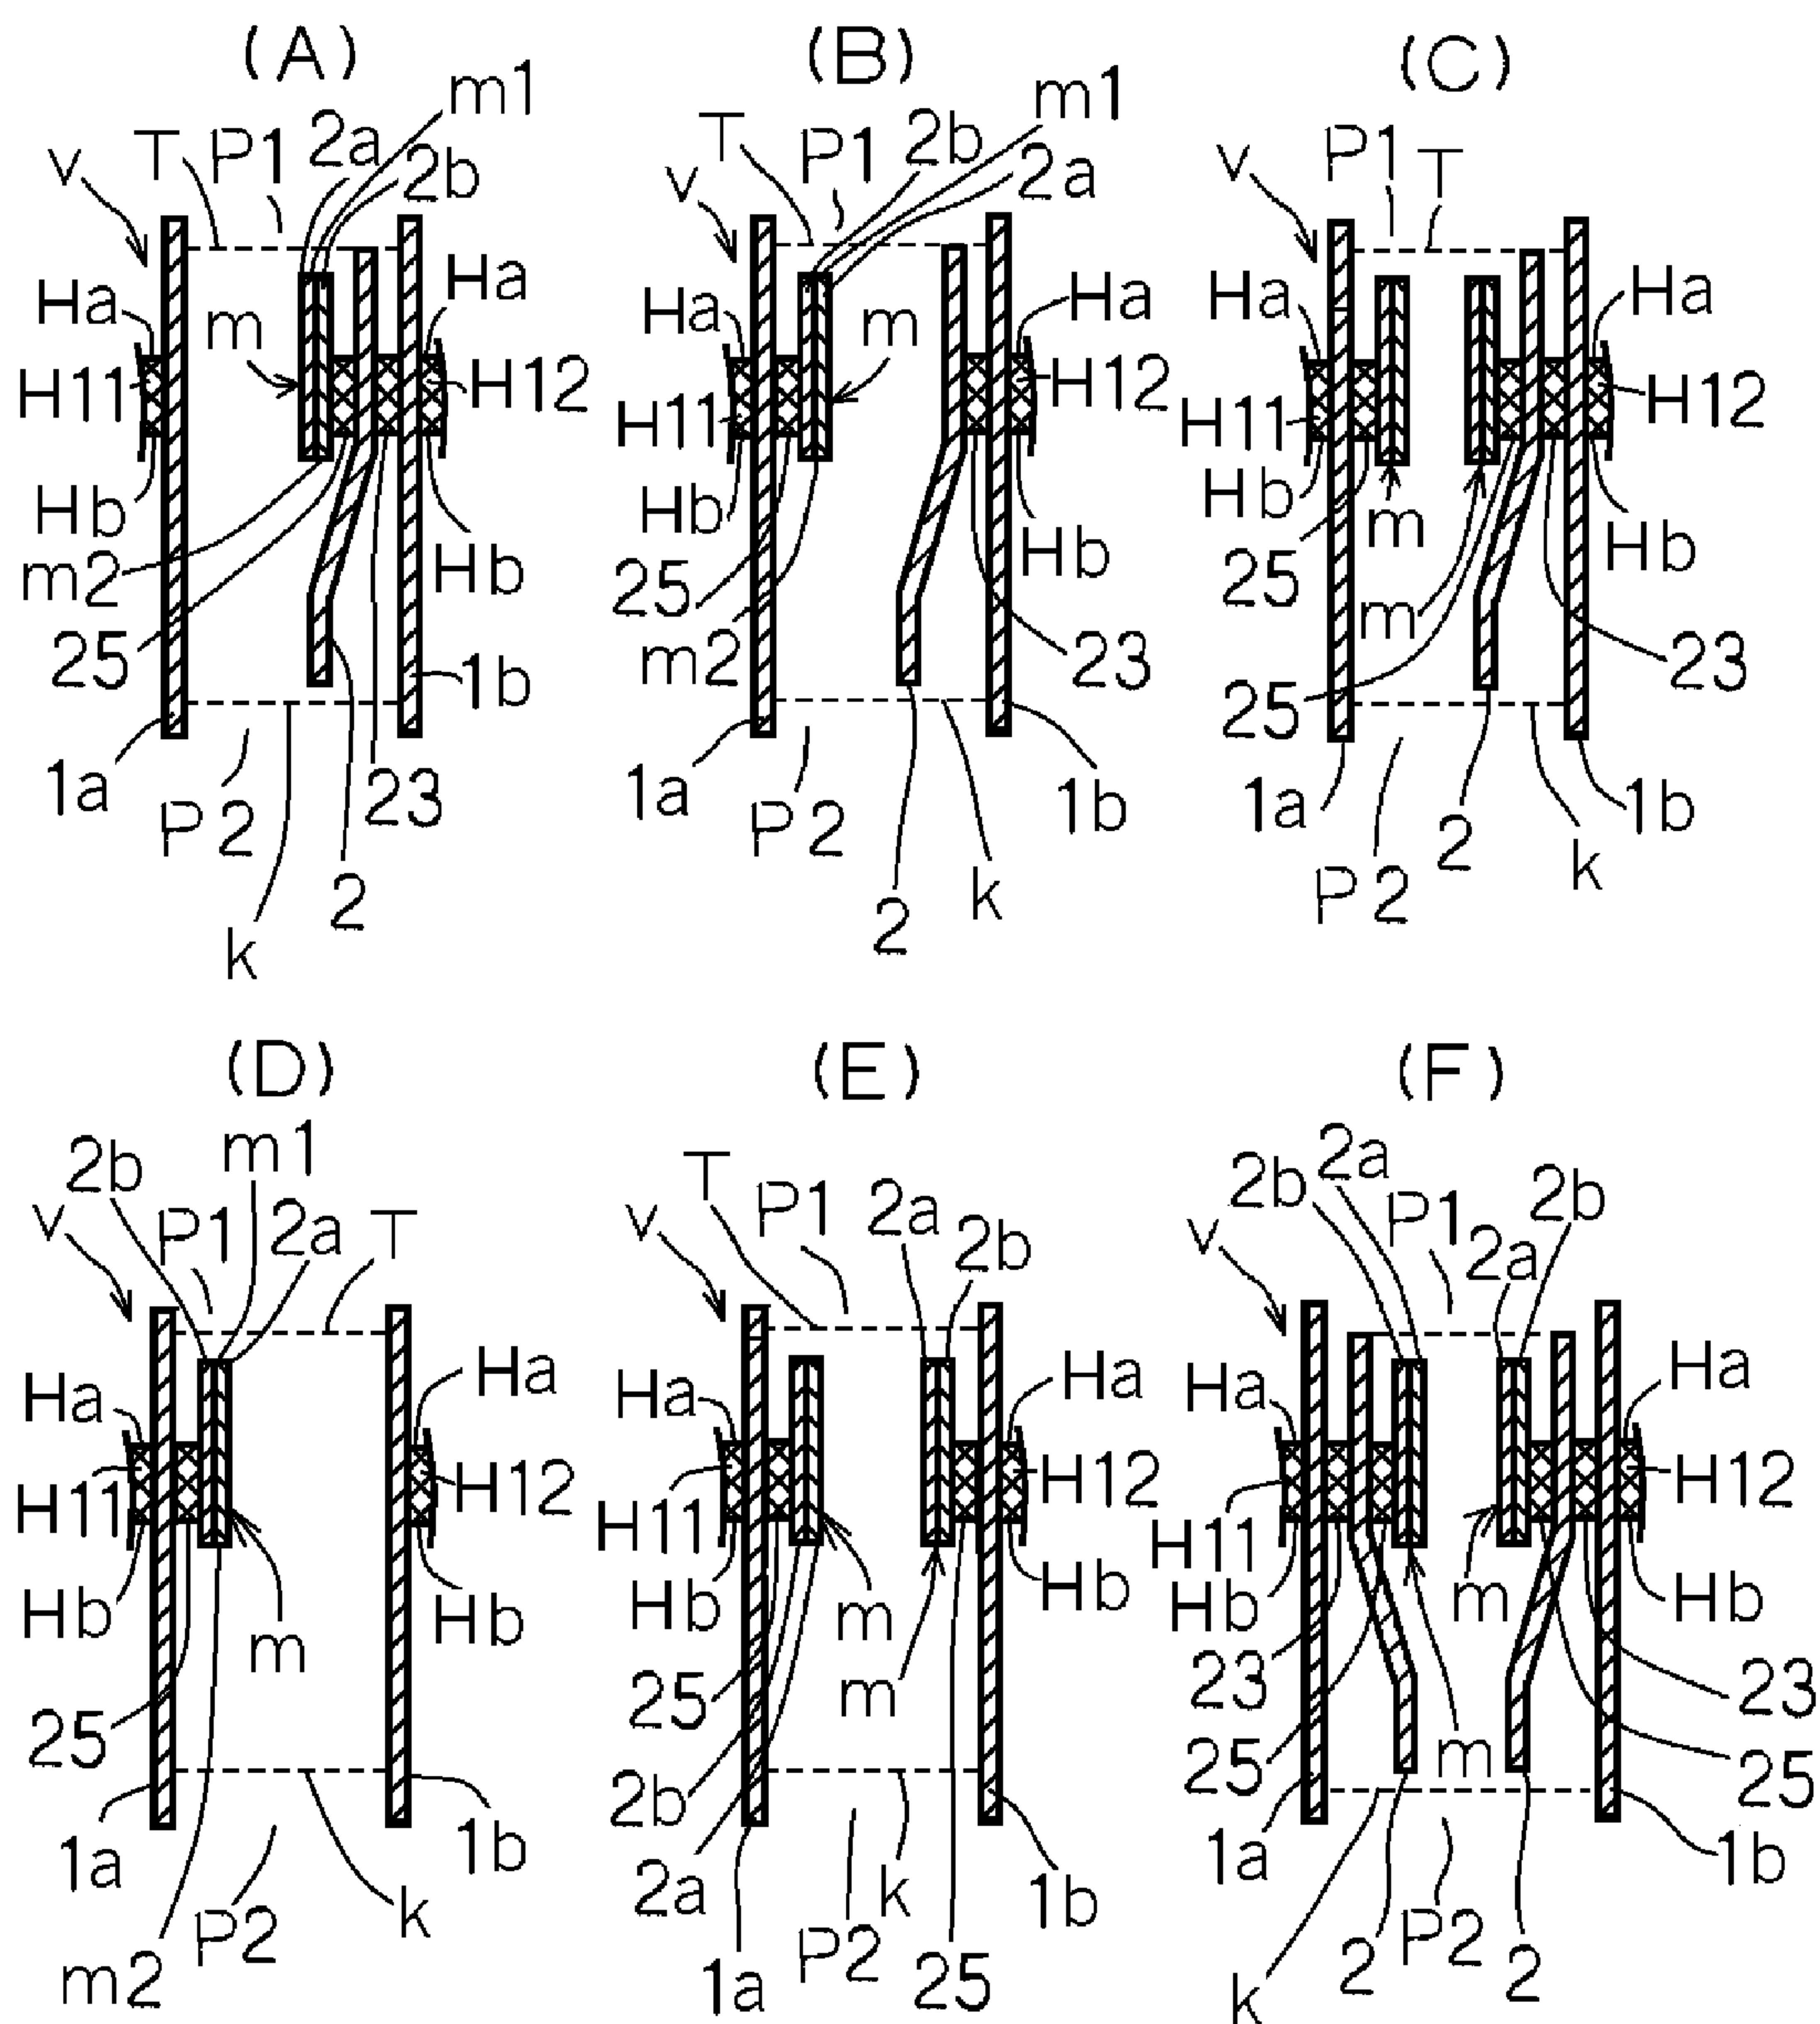 (A) (B) (C)
v T P1 2a m1 2b
Ha Ha
m
H11 H12
Hb Hb
m2
25
1b
1a P2 23
2
k
T P1 2b m1
v 2a
Ha Ha
m
H11 H12
Hb Hb
25
m2 23
1a P2 1b
2 k
v P1 T
Ha Ha
H11 H12
Hb m Hb
25
m
25 23
1a 2 1b
P2 k
(D) (E) (F)
2b m1
v P1 2a T
Ha Ha
H11 H12
Hb m Hb
25
1a 1b
m2 P2 k
T P1 2a
v 2b
Ha Ha
H11 H12
Hb m Hb
25 m
2b
2a k 1b
1a P2 25
2b 2a 2b
v P1 2a
Ha Ha
H11 H12
Hb m Hb
23 23
25 m 25
1a 1b
k 2 P2 2